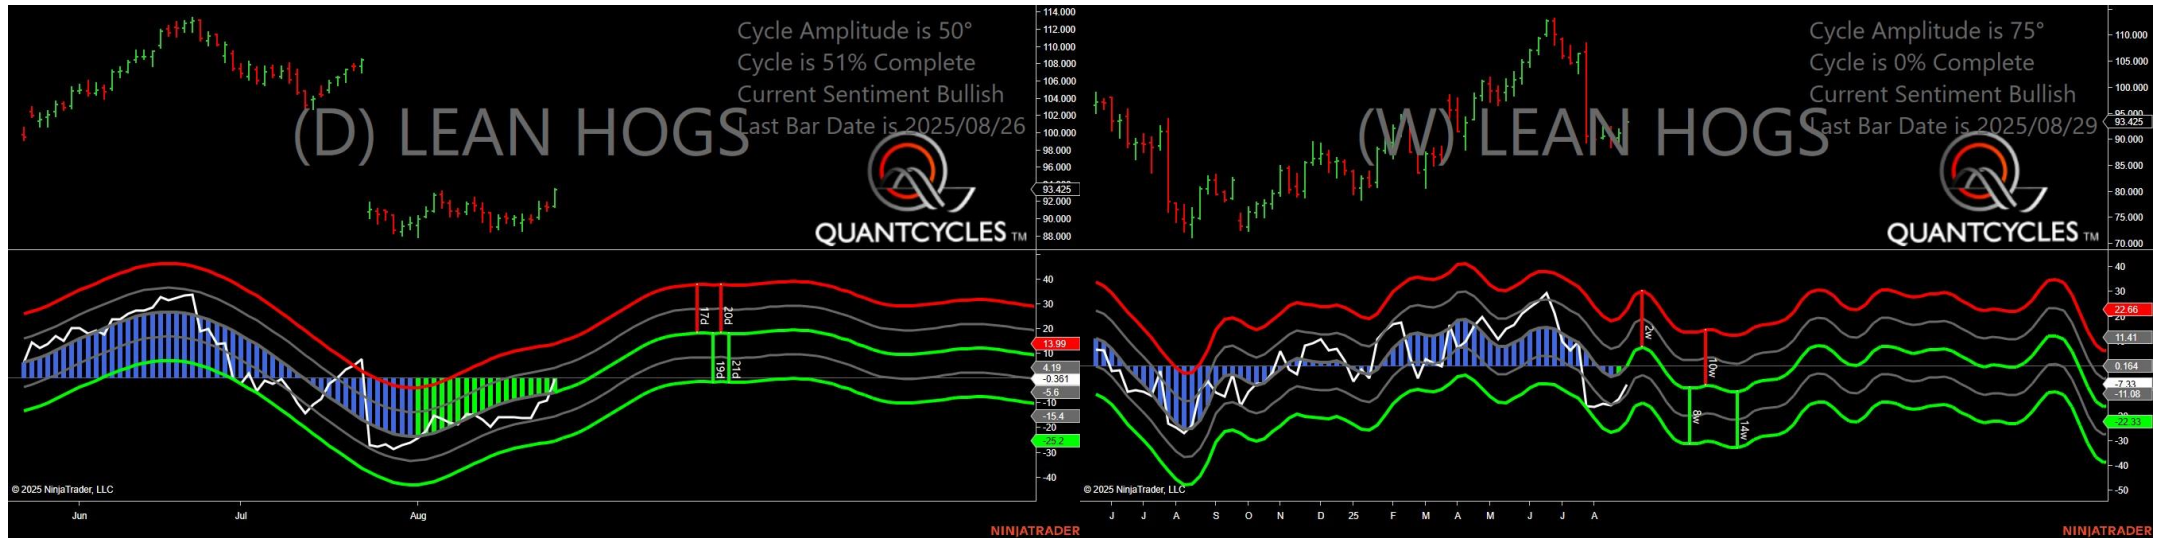 Cycle Amplitude is 50°
Cycle is 51% Complete
Current Sentiment Bullish
Last Bar Date is 2025/08/26
(D) LEAN HOGS
QUANTCYCLES TM
114.000
112.000
110.000
108.000
106.000
104.000
102.000
100.000
98.000
96.000
93.425
92.000
90.000
88.000
17d
20d
19d
21d
40
30
20
13.99
10
4.19
-0.361
-5.6
-10
-15.4
-20
-25.2
-30
-40
© 2025 NinjaTrader, LLC
Jun
Jul
Aug
NINJATRADER
Cycle Amplitude is 75°
Cycle is 0% Complete
Current Sentiment Bullish
Last Bar Date is 2025/08/29
(W) LEAN HOGS
QUANTCYCLES TM
110.000
105.000
100.000
95.000
93.425
90.000
85.000
80.000
75.000
70.000
2w
10w
8w
14w
40
30
22.66
20
11.41
0.164
-7.33
-11.08
-22.33
-30
-40
-50
© 2025 NinjaTrader, LLC
J
J
A
S
O
N
D
25
F
M
A
M
J
J
A
NINJATRADER